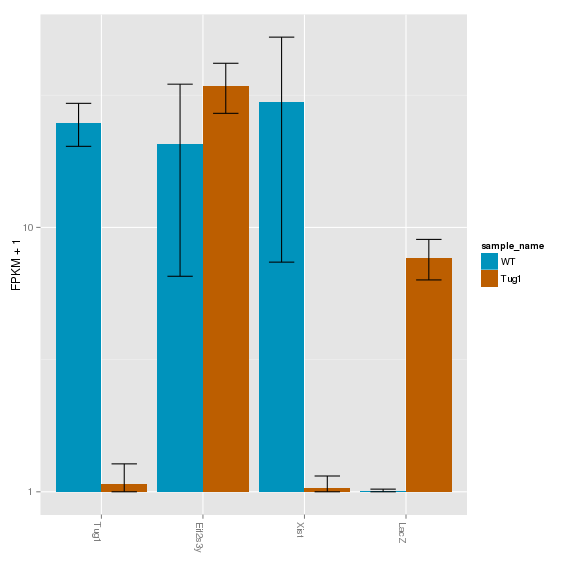 FPKM + 1
10
1
Tug1
Eif2s3y
Xist
LacZ
sample_name
WT
Tug1